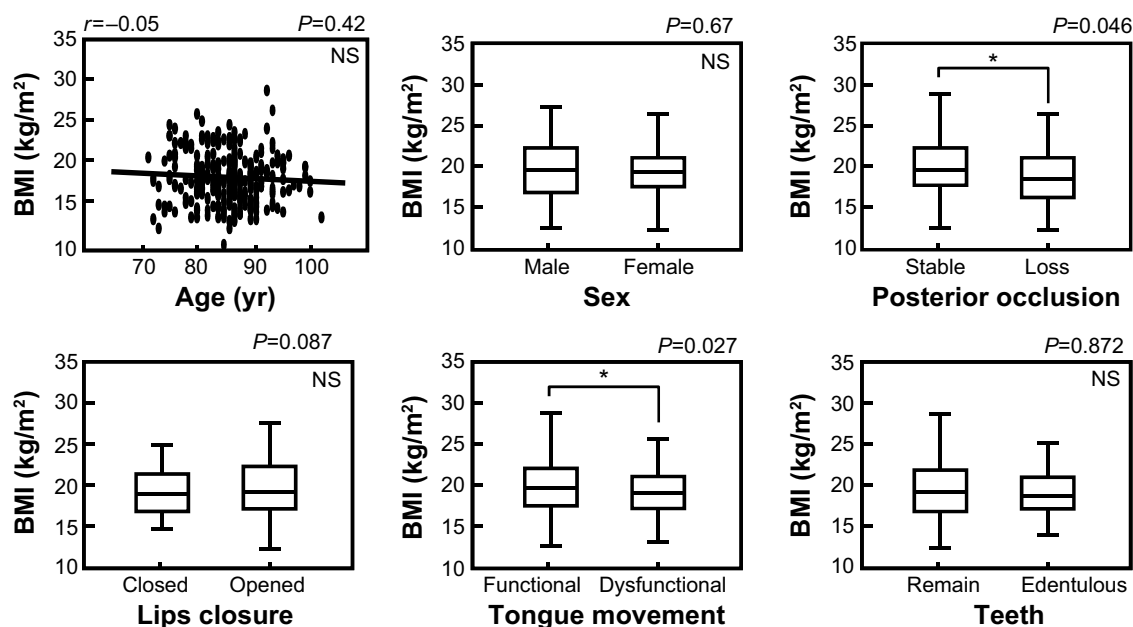 r=–0.05 P=0.42
NS
BMI (kg/m²)
35
30
25
20
15
10
70 80 90 100
Age (yr)
P=0.67
NS
BMI (kg/m²)
35
30
25
20
15
10
Male Female
Sex
P=0.046
*
BMI (kg/m²)
35
30
25
20
15
10
Stable Loss
Posterior occlusion
P=0.087
NS
BMI (kg/m²)
35
30
25
20
15
10
Closed Opened
Lips closure
P=0.027
*
BMI (kg/m²)
35
30
25
20
15
10
Functional Dysfunctional
Tongue movement
P=0.872
NS
BMI (kg/m²)
35
30
25
20
15
10
Remain Edentulous
Teeth